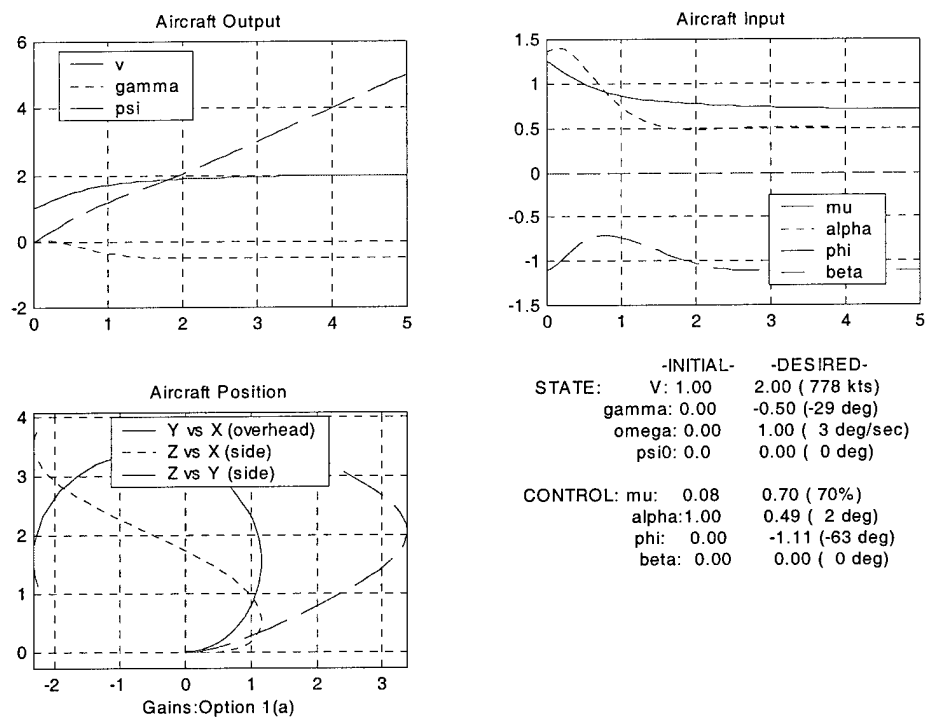 Aircraft Output
6
4
2
0
-2
0 1 2 3 4 5
v
gamma
psi
Aircraft Input
1.5
1
0.5
0
-0.5
-1
-1.5
0 1 2 3 4 5
mu
alpha
phi
beta
Aircraft Position
4
3
2
1
0
-2 -1 0 1 2 3
Y vs X (overhead)
Z vs X (side)
Z vs Y (side)
Gains:Option 1(a)
-INITIAL- -DESIRED-
STATE: V: 1.00 2.00 ( 778 kts)
gamma: 0.00 -0.50 (-29 deg)
omega: 0.00 1.00 ( 3 deg/sec)
psi0: 0.0 0.00 ( 0 deg)
CONTROL: mu: 0.08 0.70 ( 70%)
alpha:1.00 0.49 ( 2 deg)
phi: 0.00 -1.11 (-63 deg)
beta: 0.00 0.00 ( 0 deg)